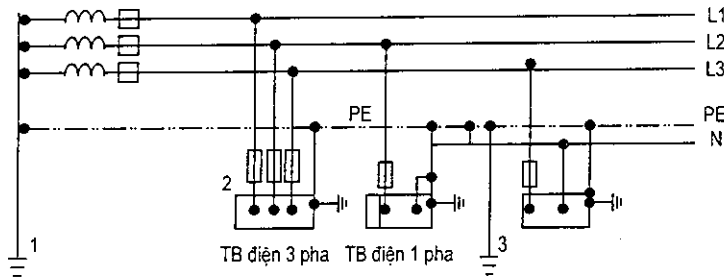 L1
L2
L3
PE PE
N
2
TB điện 3 pha TB điện 1 pha
1
3